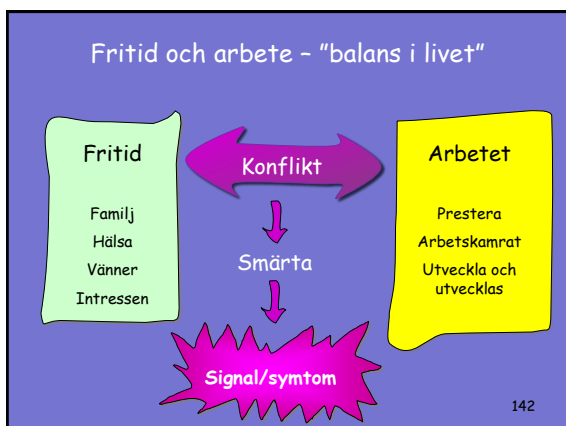 Fritid och arbete – ”balans i livet”
Fritid
Familj
Hälsa
Vänner
Intressen
Konflikt
Smärta
Signal/symtom
Arbetet
Prestera
Arbetskamrat
Utveckla och
utvecklas
142